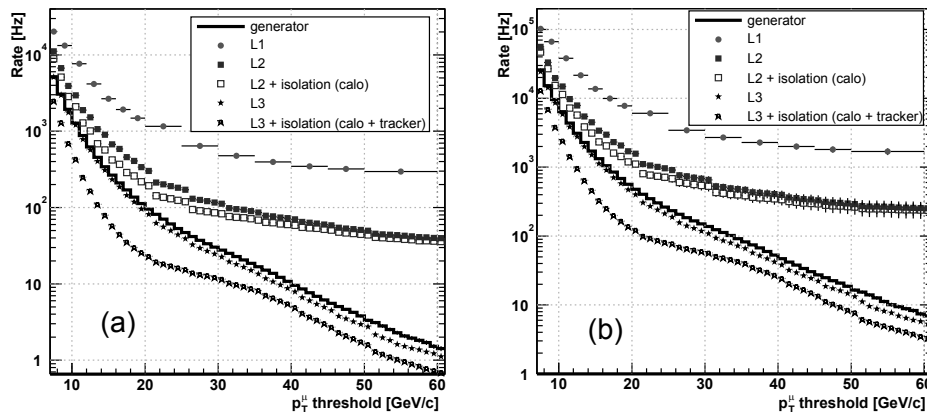 Rate [Hz]
10⁴
10³
10²
10
1
generator
L1
L2
L2 + isolation (calo)
L3
L3 + isolation (calo + tracker)
(a)
10 20 30 40 50 60
p_T^μ threshold [GeV/c]
Rate [Hz]
10⁵
10⁴
10³
10²
10
1
generator
L1
L2
L2 + isolation (calo)
L3
L3 + isolation (calo + tracker)
(b)
10 20 30 40 50 60
p_T^μ threshold [GeV/c]